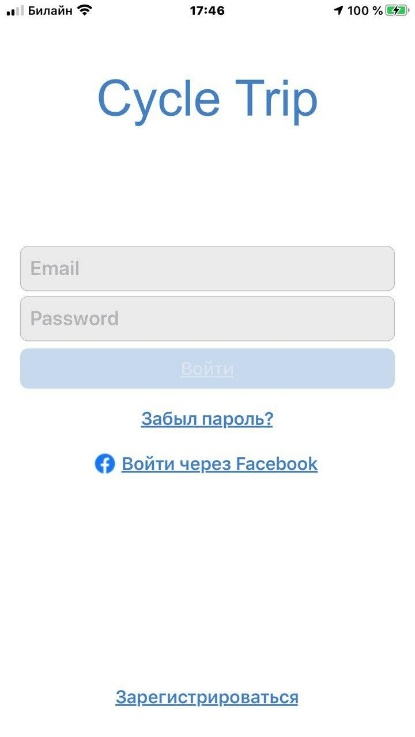 Билайн 17:46 100 %
Cycle Trip
Email
Password
Войти
Забыл пароль?
Войти через Facebook
Зарегистрироваться